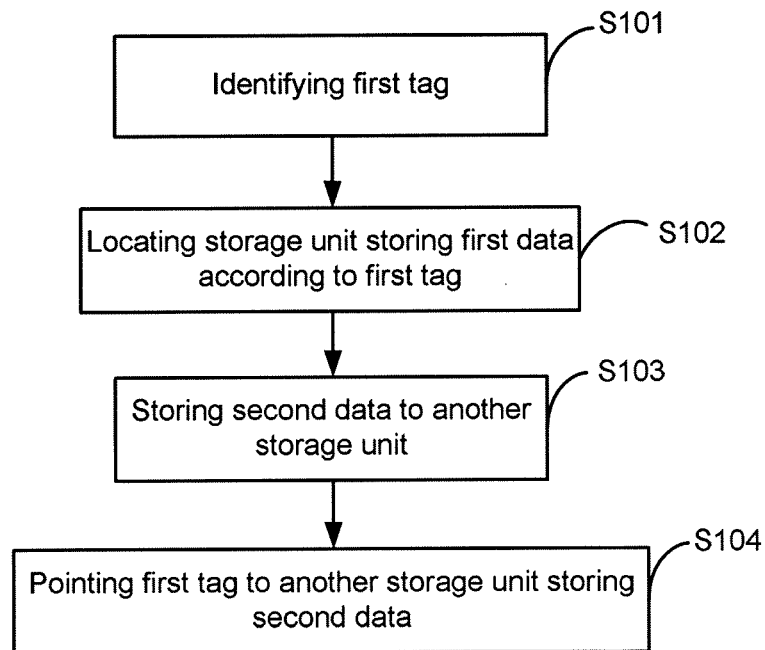 S101
Identifying first tag
Locating storage unit storing first data
according to first tag
S102
S103
Storing second data to another
storage unit
S104
Pointing first tag to another storage unit storing
second data